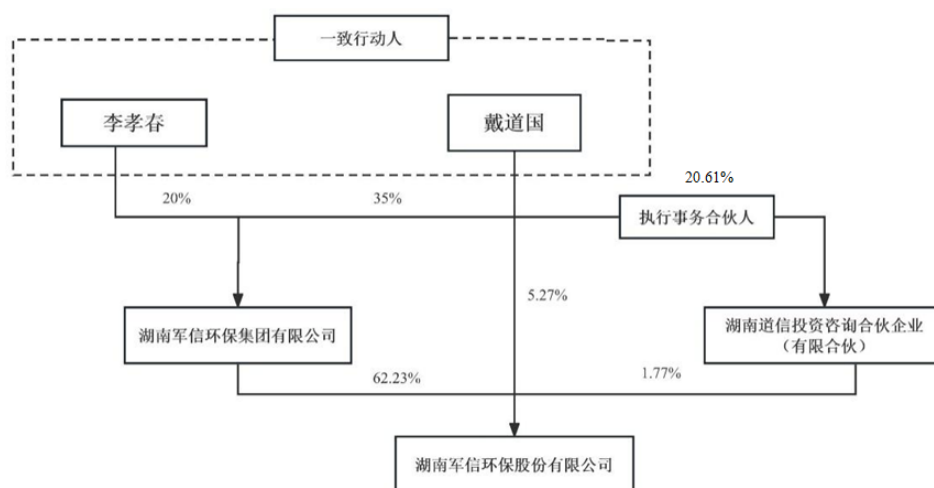 一致行动人
李孝春
戴道国
20.61%
20%
35%
执行事务合伙人
5.27%
湖南军信环保集团有限公司
湖南道信投资咨询合伙企业
（有限合伙）
62.23%
1.77%
湖南军信环保股份有限公司